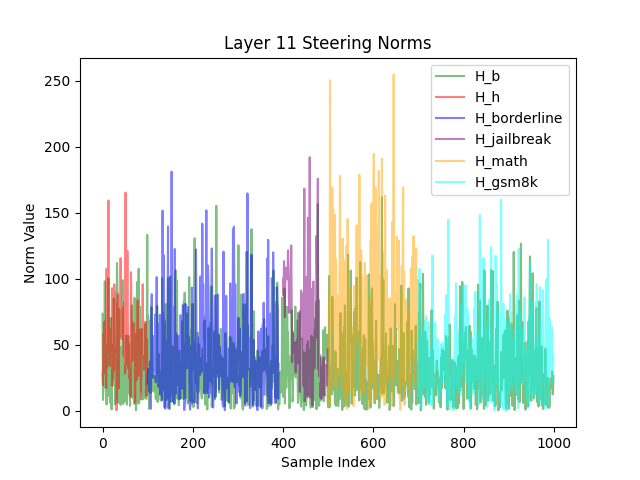 Layer 11 Steering Norms
Norm Value
250
200
150
100
50
0
H_b
H_h
H_borderline
H_jailbreak
H_math
H_gsm8k
0 200 400 600 800 1000
Sample Index